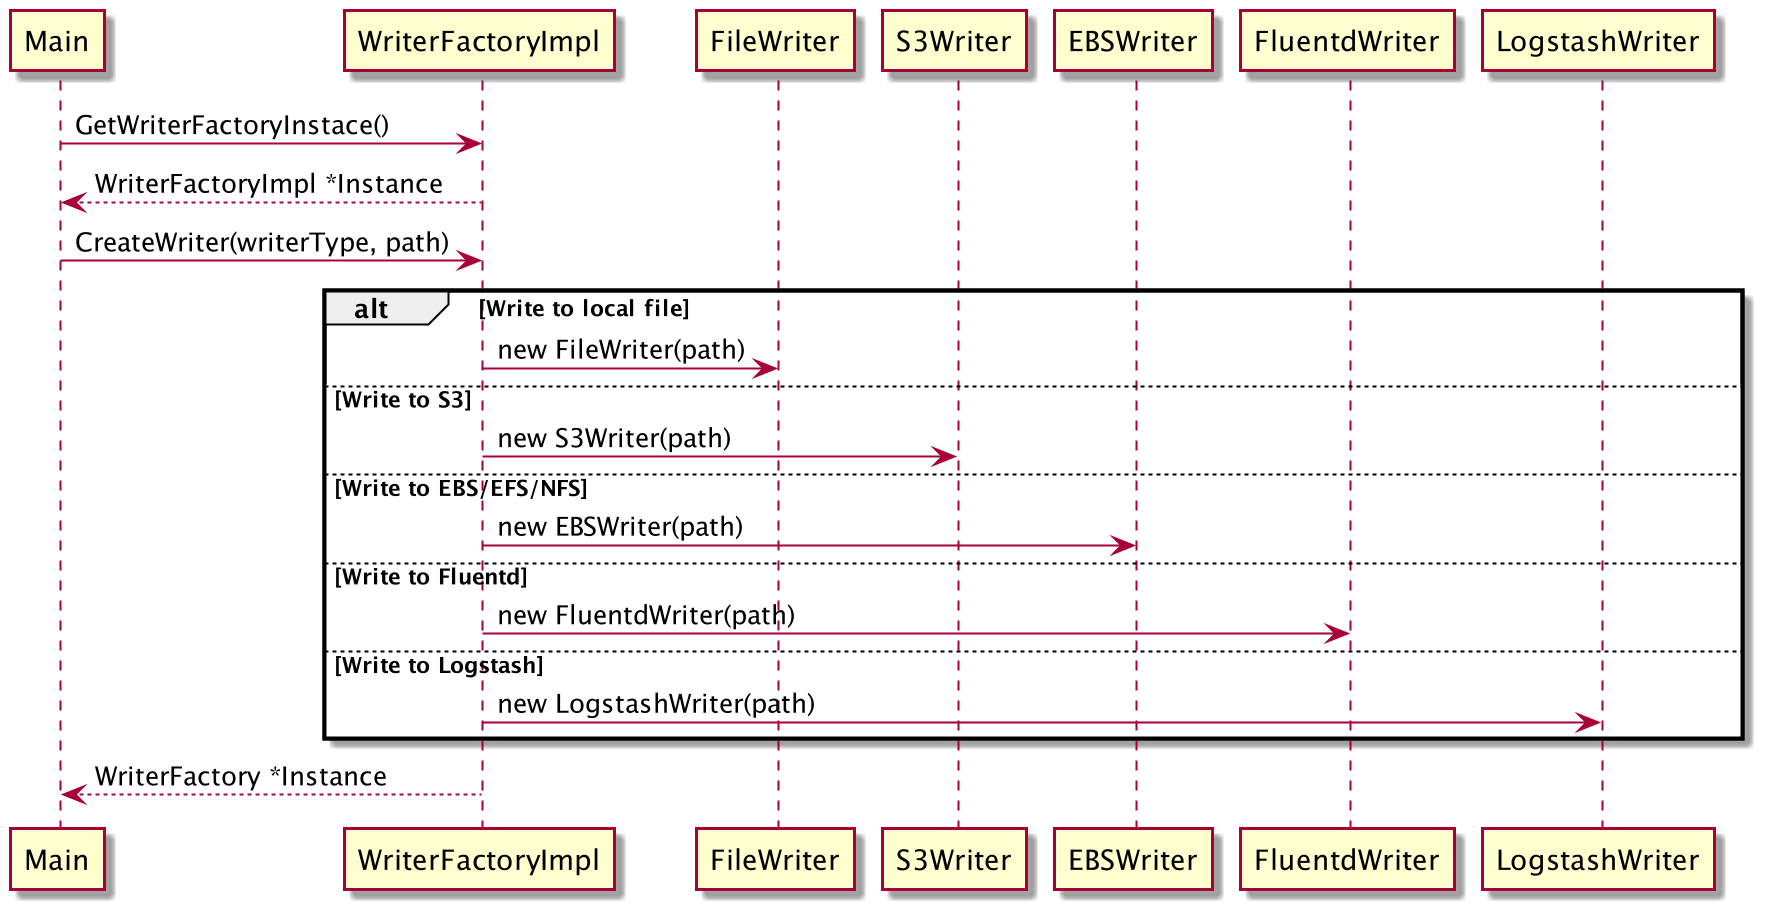 Main WriterFactoryImpl FileWriter S3Writer EBSWriter FluentdWriter LogstashWriter
GetWriterFactoryInstace()
WriterFactoryImpl *Instance
CreateWriter(writerType, path)
alt [Write to local file]
new FileWriter(path)
[Write to S3]
new S3Writer(path)
[Write to EBS/EFS/NFS]
new EBSWriter(path)
[Write to Fluentd]
new FluentdWriter(path)
[Write to Logstash]
new LogstashWriter(path)
WriterFactory *Instance
Main WriterFactoryImpl FileWriter S3Writer EBSWriter FluentdWriter LogstashWriter